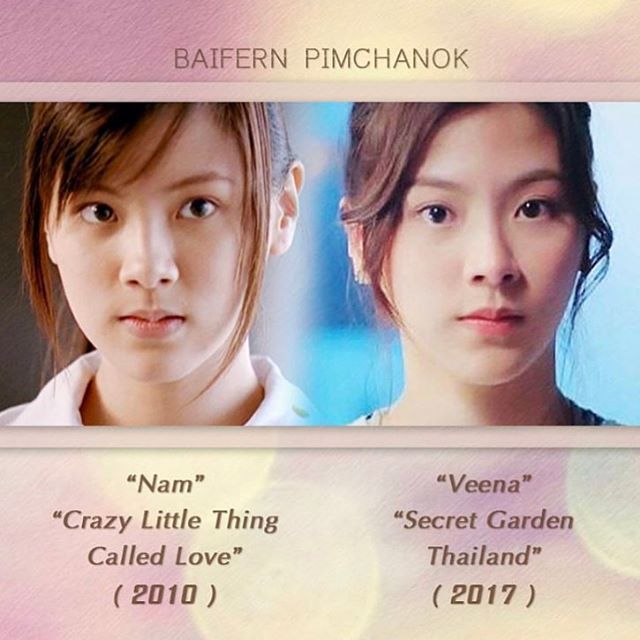 BAIFERN PIMCHANOK
“Nam”
“Crazy Little Thing
Called Love”
( 2010 )
“Veena”
“Secret Garden
Thailand”
( 2017 )